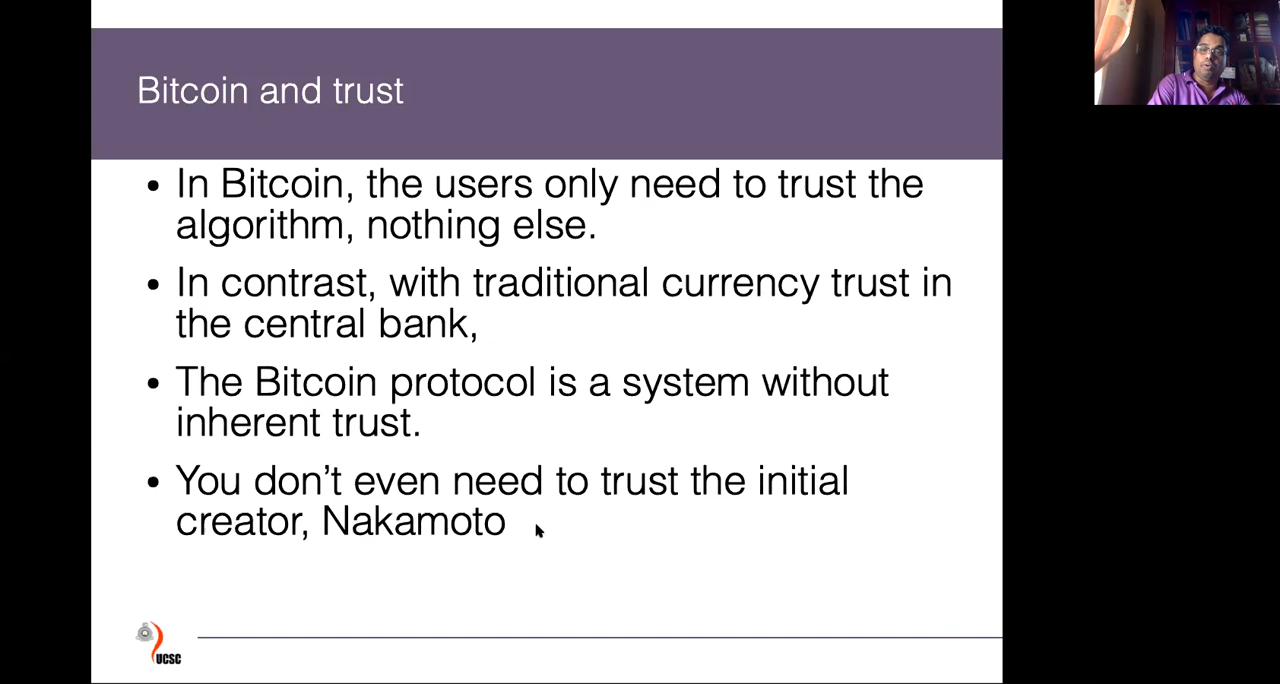 Bitcoin and trust
• In Bitcoin, the users only need to trust the
algorithm, nothing else.
• In contrast, with traditional currency trust in
the central bank,
• The Bitcoin protocol is a system without
inherent trust.
• You don’t even need to trust the initial
creator, Nakamoto
UCSC